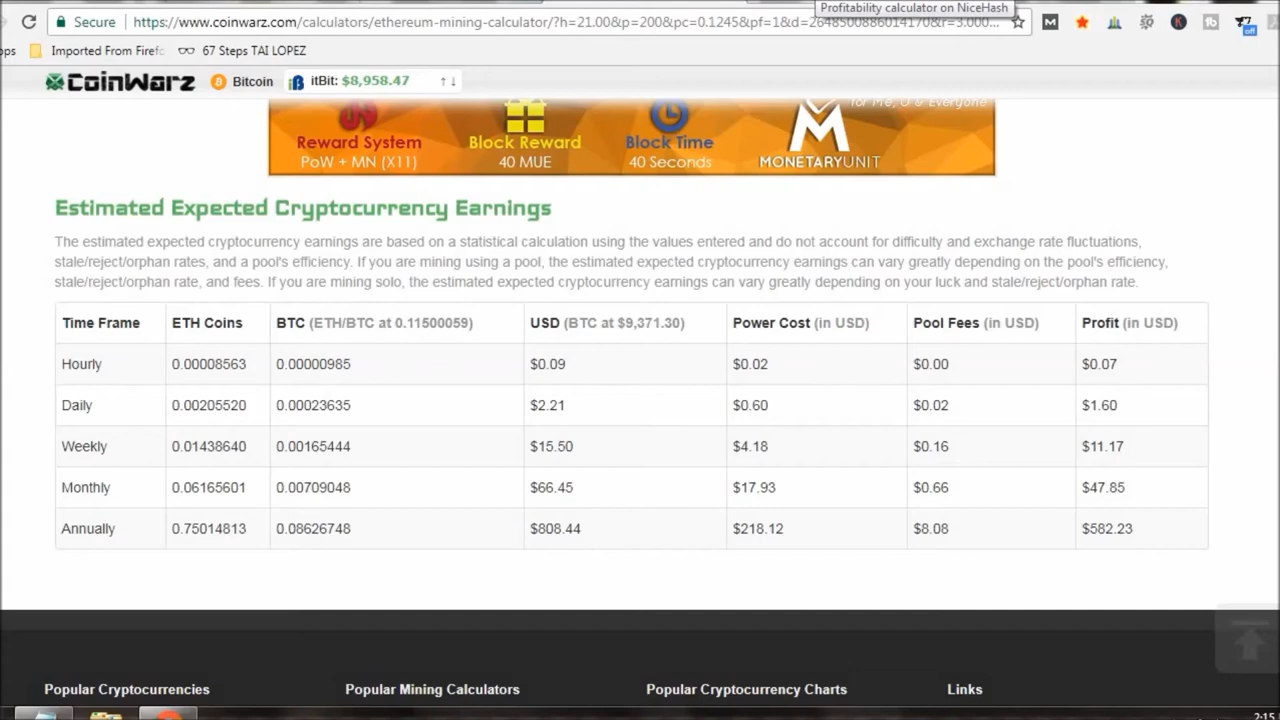 Profitability calculator on NiceHash
Secure https://www.coinwarz.com/calculators/ethereum-mining-calculator/?h=21.00&p=200&pc=0.1245&pf=1&d=2648500886014170&r=3.000...
Imported From Firefo 67 Steps TAI LOPEZ
CoinWarz Bitcoin itBit: $8,958.47 ↑ ↓
for Me, U & Everyone
Reward System Block Reward Block Time
PoW + MN (X11) 40 MUE 40 Seconds MONETARYUNIT
Estimated Expected Cryptocurrency Earnings
The estimated expected cryptocurrency earnings are based on a statistical calculation using the values entered and do not account for difficulty and exchange rate fluctuations,
stale/reject/orphan rates, and a pool's efficiency. If you are mining using a pool, the estimated expected cryptocurrency earnings can vary greatly depending on the pool's efficiency,
stale/reject/orphan rate, and fees. If you are mining solo, the estimated expected cryptocurrency earnings can vary greatly depending on your luck and stale/reject/orphan rate.
Time Frame ETH Coins BTC (ETH/BTC at 0.11500059) USD (BTC at $9,371.30) Power Cost (in USD) Pool Fees (in USD) Profit (in USD)
Hourly 0.00008563 0.00000985 $0.09 $0.02 $0.00 $0.07
Daily 0.00205520 0.00023635 $2.21 $0.60 $0.02 $1.60
Weekly 0.01438640 0.00165444 $15.50 $4.18 $0.16 $11.17
Monthly 0.06165601 0.00709048 $66.45 $17.93 $0.66 $47.85
Annually 0.75014813 0.08626748 $808.44 $218.12 $8.08 $582.23
Popular Cryptocurrencies Popular Mining Calculators Popular Cryptocurrency Charts Links
2:15